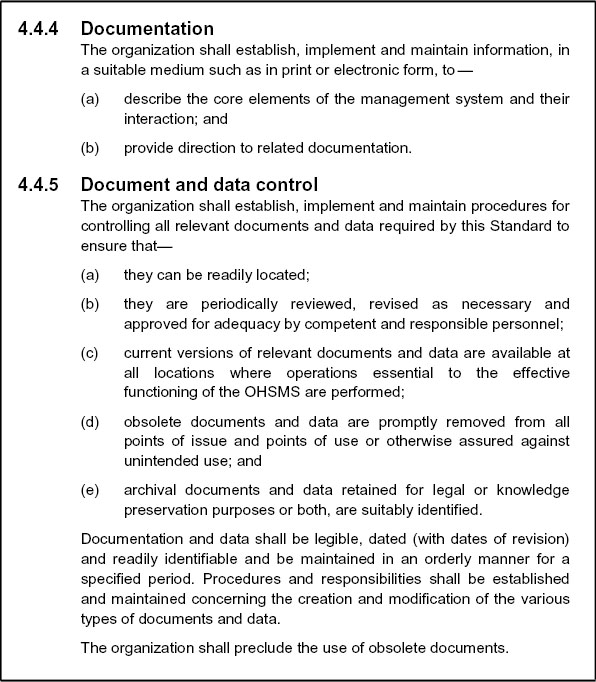 4.4.4 Documentation
The organization shall establish, implement and maintain information, in
a suitable medium such as in print or electronic form, to—
(a) describe the core elements of the management system and their
interaction; and
(b) provide direction to related documentation.
4.4.5 Document and data control
The organization shall establish, implement and maintain procedures for
controlling all relevant documents and data required by this Standard to
ensure that—
(a) they can be readily located;
(b) they are periodically reviewed, revised as necessary and
approved for adequacy by competent and responsible personnel;
(c) current versions of relevant documents and data are available at
all locations where operations essential to the effective
functioning of the OHSMS are performed;
(d) obsolete documents and data are promptly removed from all
points of issue and points of use or otherwise assured against
unintended use; and
(e) archival documents and data retained for legal or knowledge
preservation purposes or both, are suitably identified.
Documentation and data shall be legible, dated (with dates of revision)
and readily identifiable and be maintained in an orderly manner for a
specified period. Procedures and responsibilities shall be established
and maintained concerning the creation and modification of the various
types of documents and data.
The organization shall preclude the use of obsolete documents.